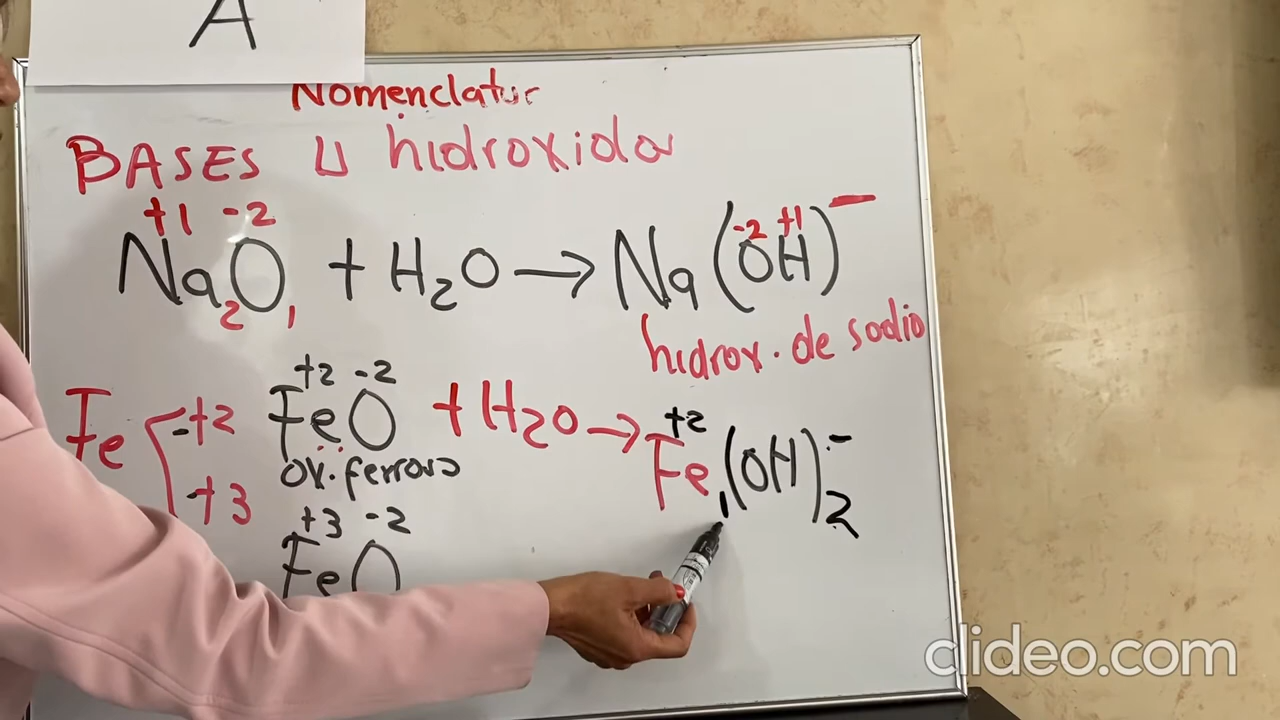 A
Nomenclatur
BASES U hidroxidos
+1 -2 -2 +1 -
Na₂O₁ + H₂O → Na(OH)
hidrox. de sodio
+2 -2 +2 -
Fe +2 FeO + H₂O → Fe₁(OH)₂
+3 ox. ferroso
+3 -2
FeO
clideo.com